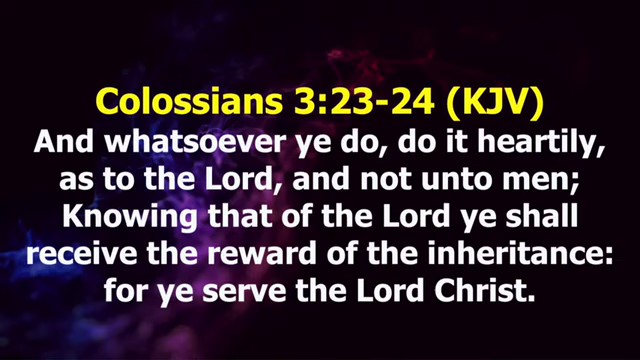 Colossians 3:23-24 (KJV)
And whatsoever ye do, do it heartily,
as to the Lord, and not unto men;
Knowing that of the Lord ye shall
receive the reward of the inheritance:
for ye serve the Lord Christ.